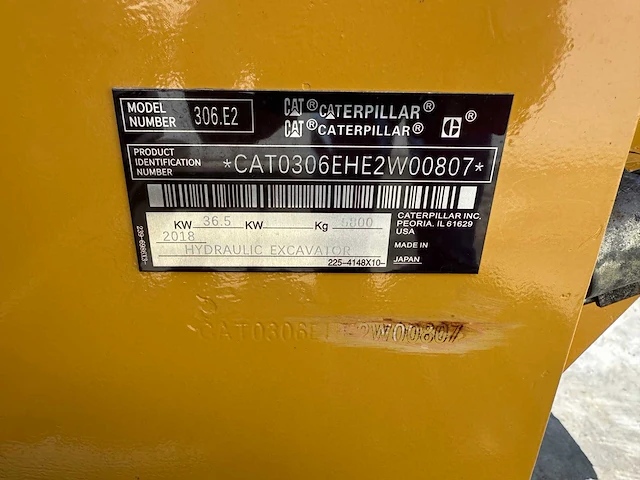 MODEL NUMBER 306.E2
CAT® CATERPILLAR®
CAT® CATERPILLAR® C ®
PRODUCT IDENTIFICATION NUMBER *CAT0306EHE2W00807*
KW 36.5 KW Kg 5800
2018
HYDRAULIC EXCAVATOR
225-4148X10-
CATERPILLAR INC.
PEORIA. IL 61629
USA
MADE IN
JAPAN
CAT0306E 2W00807